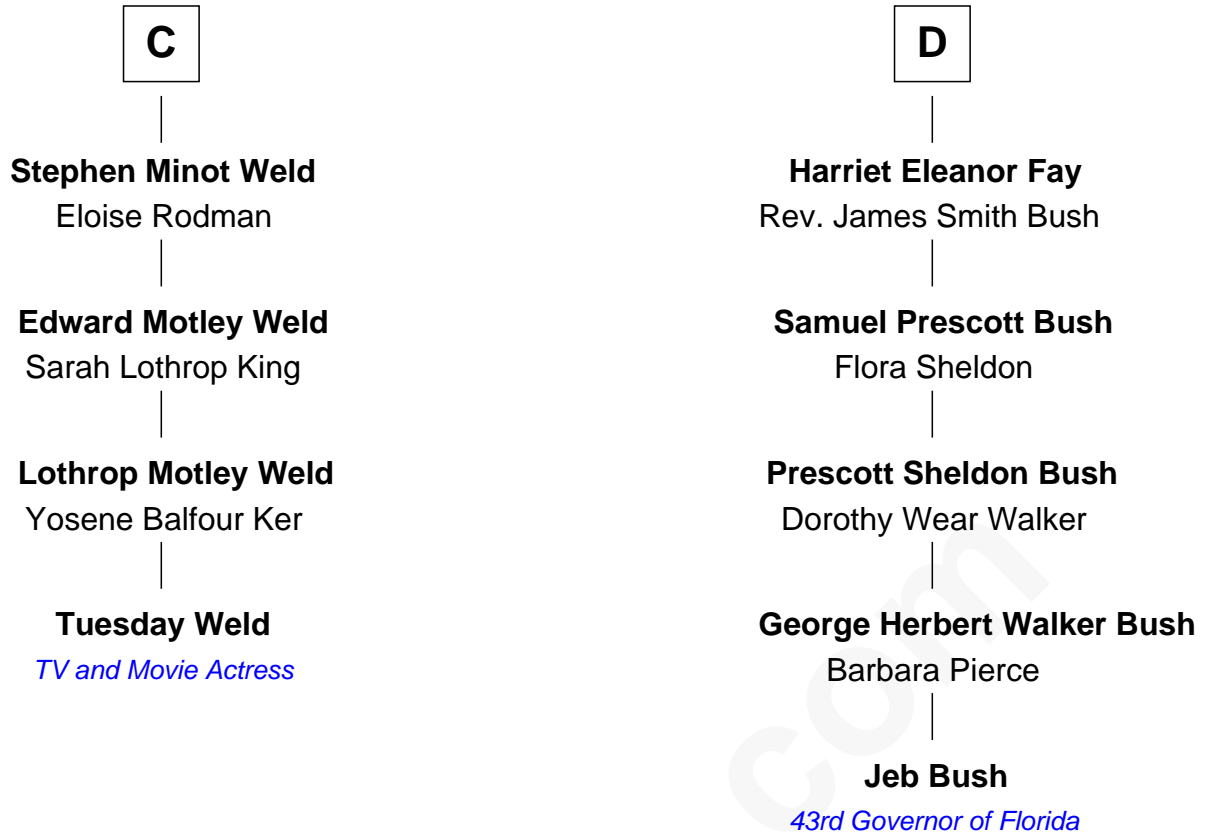 C
Stephen Minot Weld
Eloise Rodman
Edward Motley Weld
Sarah Lothrop King
Lothrop Motley Weld
Yosene Balfour Ker
Tuesday Weld
TV and Movie Actress
D
Harriet Eleanor Fay
Rev. James Smith Bush
Samuel Prescott Bush
Flora Sheldon
Prescott Sheldon Bush
Dorothy Wear Walker
George Herbert Walker Bush
Barbara Pierce
Jeb Bush
43rd Governor of Florida
com